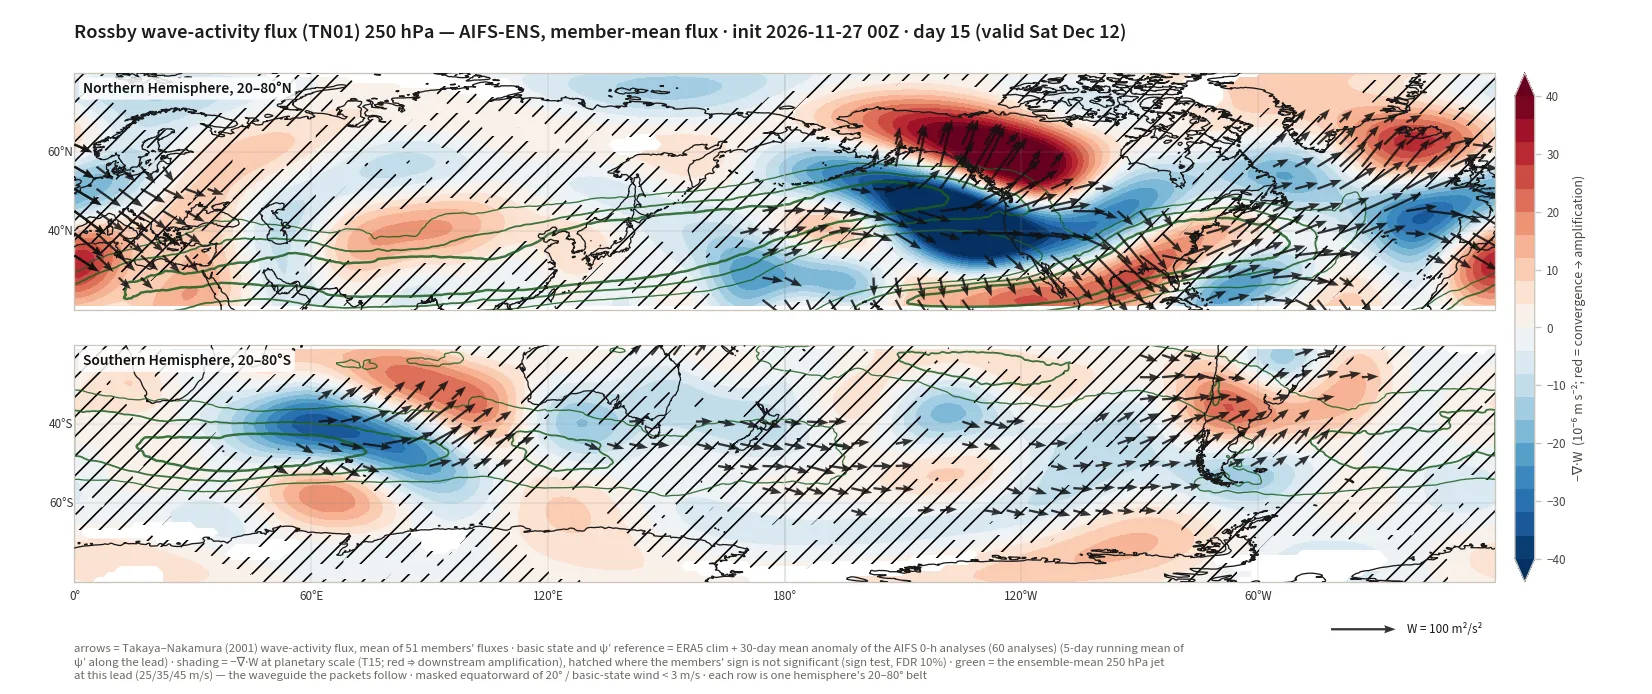 Rossby wave-activity flux (TN01) 250 hPa — AIFS-ENS, member-mean flux · init 2026-11-27 00Z · day 15 (valid Sat Dec 12)
Northern Hemisphere, 20–80°N
60°N
40°N
Southern Hemisphere, 20–80°S
40°S
60°S
0°
60°E
120°E
180°
120°W
60°W
40
30
20
10
0
−10
−20
−30
−40
−∇·W (10⁻⁶ m s⁻²; red = convergence → amplification)
W = 100 m²/s²
arrows = Takaya–Nakamura (2001) wave-activity flux, mean of 51 members' fluxes · basic state and ψ′ reference = ERA5 clim + 30-day mean anomaly of the AIFS 0-h analyses (60 analyses) (5-day running mean of
ψ′ along the lead) · shading = −∇·W at planetary scale (T15; red ⇒ downstream amplification), hatched where the members' sign is not significant (sign test, FDR 10%) · green = the ensemble-mean 250 hPa jet
at this lead (25/35/45 m/s) — the waveguide the packets follow · masked equatorward of 20° / basic-state wind < 3 m/s · each row is one hemisphere's 20–80° belt